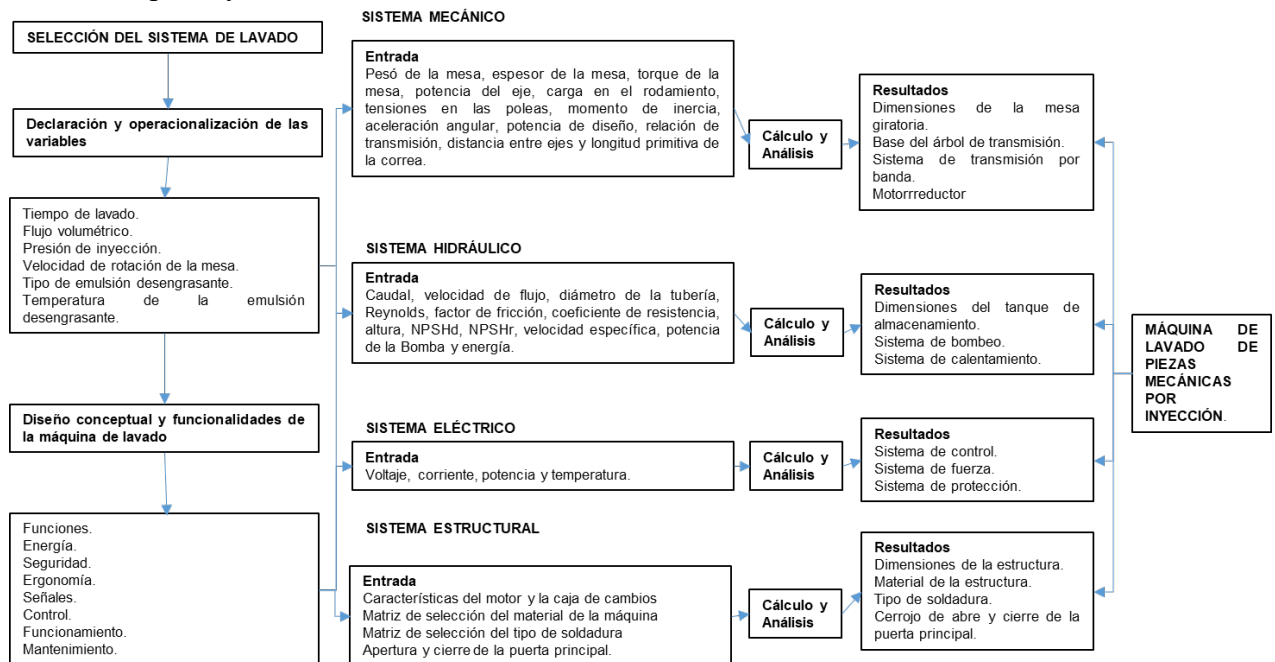 SELECCIÓN DEL SISTEMA DE LAVADO
Declaración y operacionalización de las
variables
Tiempo de lavado.
Flujo volumétrico.
Presión de inyección.
Velocidad de rotación de la mesa.
Tipo de emulsión desengrasante.
Temperatura de la emulsión
desengrasante.
Diseño conceptual y funcionalidades de
la máquina de lavado
Funciones.
Energía.
Seguridad.
Ergonomía.
Señales.
Control.
Funcionamiento.
Mantenimiento.
SISTEMA MECÁNICO
Entrada
Pesó de la mesa, espesor de la mesa, torque de la
mesa, potencia del eje, carga en el rodamiento,
tensiones en las poleas, momento de inercia,
aceleración angular, potencia de diseño, relación de
transmisión, distancia entre ejes y longitud primitiva de
la correa.
Cálculo y
Análisis
Resultados
Dimensiones de la mesa
giratoria.
Base del árbol de transmisión.
Sistema de transmisión por
banda.
Motorrreductor
SISTEMA HIDRÁULICO
Entrada
Caudal, velocidad de flujo, diámetro de la tubería,
Reynolds, factor de fricción, coeficiente de resistencia,
altura, NPSHd, NPSHr, velocidad específica, potencia
de la Bomba y energía.
Cálculo y
Análisis
Resultados
Dimensiones del tanque de
almacenamiento.
Sistema de bombeo.
Sistema de calentamiento.
SISTEMA ELÉCTRICO
Entrada
Voltaje, corriente, potencia y temperatura.
Cálculo y
Análisis
Resultados
Sistema de control.
Sistema de fuerza.
Sistema de protección.
SISTEMA ESTRUCTURAL
Entrada
Características del motor y la caja de cambios
Matriz de selección del material de la máquina
Matriz de selección del tipo de soldadura
Apertura y cierre de la puerta principal.
Cálculo y
Análisis
Resultados
Dimensiones de la estructura.
Material de la estructura.
Tipo de soldadura.
Cerrojo de abre y cierre de la
puerta principal.
MÁQUINA DE
LAVADO DE
PIEZAS
MECÁNICAS
POR
INYECCIÓN.